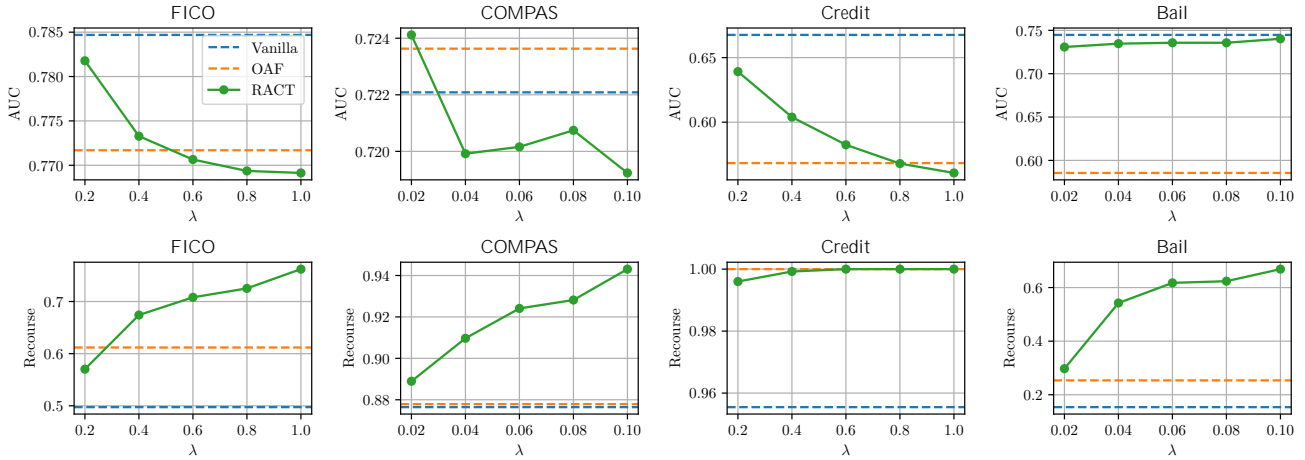 FICO
AUC
0.785
0.780
0.775
0.770
Vanilla
OAF
RACT
0.2 0.4 0.6 0.8 1.0
λ
COMPAS
AUC
0.724
0.722
0.720
0.02 0.04 0.06 0.08 0.10
λ
Credit
AUC
0.65
0.60
0.2 0.4 0.6 0.8 1.0
λ
Bail
AUC
0.75
0.70
0.65
0.60
0.02 0.04 0.06 0.08 0.10
λ
FICO
Recourse
0.7
0.6
0.5
0.2 0.4 0.6 0.8 1.0
λ
COMPAS
Recourse
0.94
0.92
0.90
0.88
0.02 0.04 0.06 0.08 0.10
λ
Credit
Recourse
1.00
0.98
0.96
0.2 0.4 0.6 0.8 1.0
λ
Bail
Recourse
0.6
0.4
0.2
0.02 0.04 0.06 0.08 0.10
λ